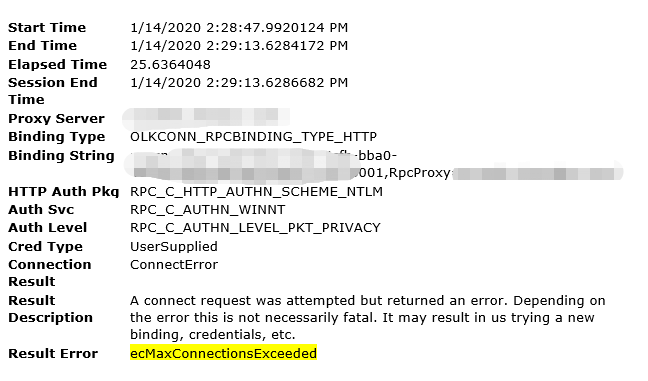 Start Time 1/14/2020 2:28:47.9920124 PM
End Time 1/14/2020 2:29:13.6284172 PM
Elapsed Time 25.6364048
Session End 1/14/2020 2:29:13.6286682 PM
Time
Proxy Server
Binding Type OLKCONN_RPCBINDING_TYPE_HTTP
Binding String -bba0-
001,RpcProxy
HTTP Auth Pkg RPC_C_HTTP_AUTHN_SCHEME_NTLM
Auth Svc RPC_C_AUTHN_WINNT
Auth Level RPC_C_AUTHN_LEVEL_PKT_PRIVACY
Cred Type UserSupplied
Connection ConnectError
Result
Result A connect request was attempted but returned an error. Depending on
Description the error this is not necessarily fatal. It may result in us trying a new
binding, credentials, etc.
Result Error ecMaxConnectionsExceeded